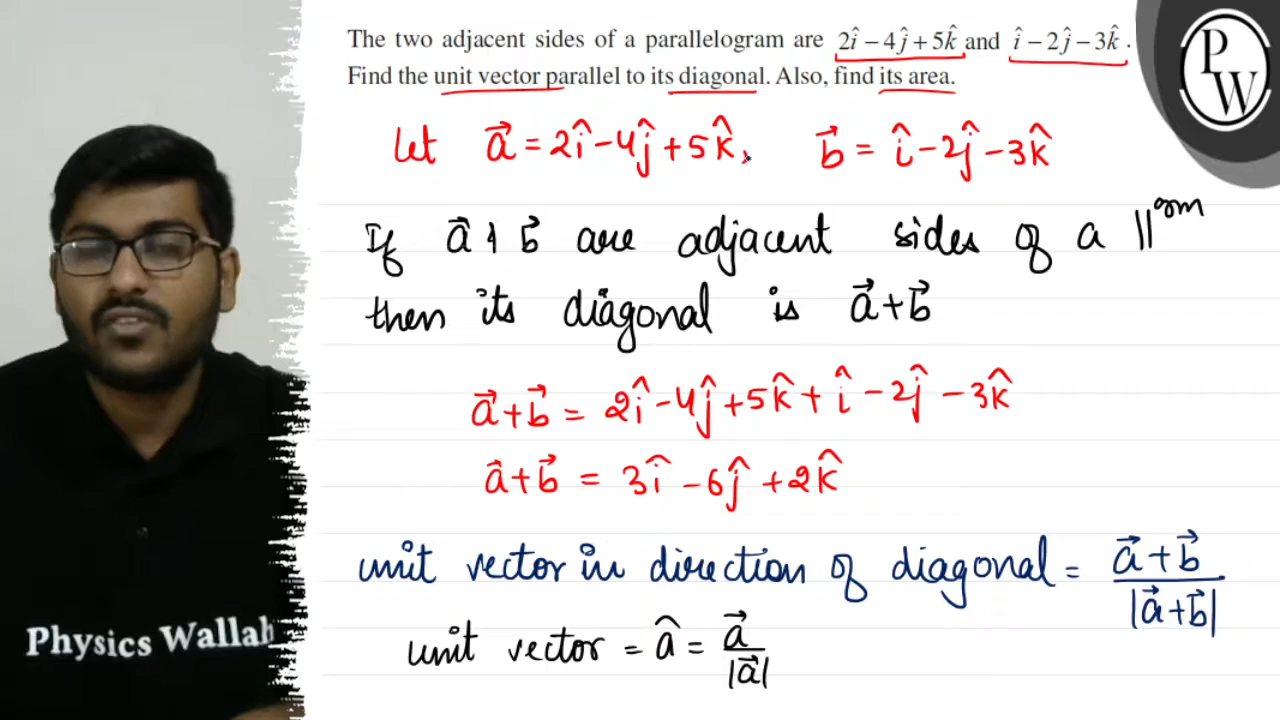 The two adjacent sides of a parallelogram are 2î − 4ĵ + 5k̂ and î − 2ĵ − 3k̂ .
Find the unit vector parallel to its diagonal. Also, find its area.
PW
Let a⃗ = 2î − 4ĵ + 5k̂, b⃗ = î − 2ĵ − 3k̂
If a⃗ & b⃗ are adjacent sides of a ||gm
then its diagonal is a⃗ + b⃗
a⃗ + b⃗ = 2î − 4ĵ + 5k̂ + î − 2ĵ − 3k̂
a⃗ + b⃗ = 3î − 6ĵ + 2k̂
unit vector in direction of diagonal = (a⃗ + b⃗)/|a⃗ + b⃗|
unit vector = â = a⃗/|a⃗|
Physics Wallah